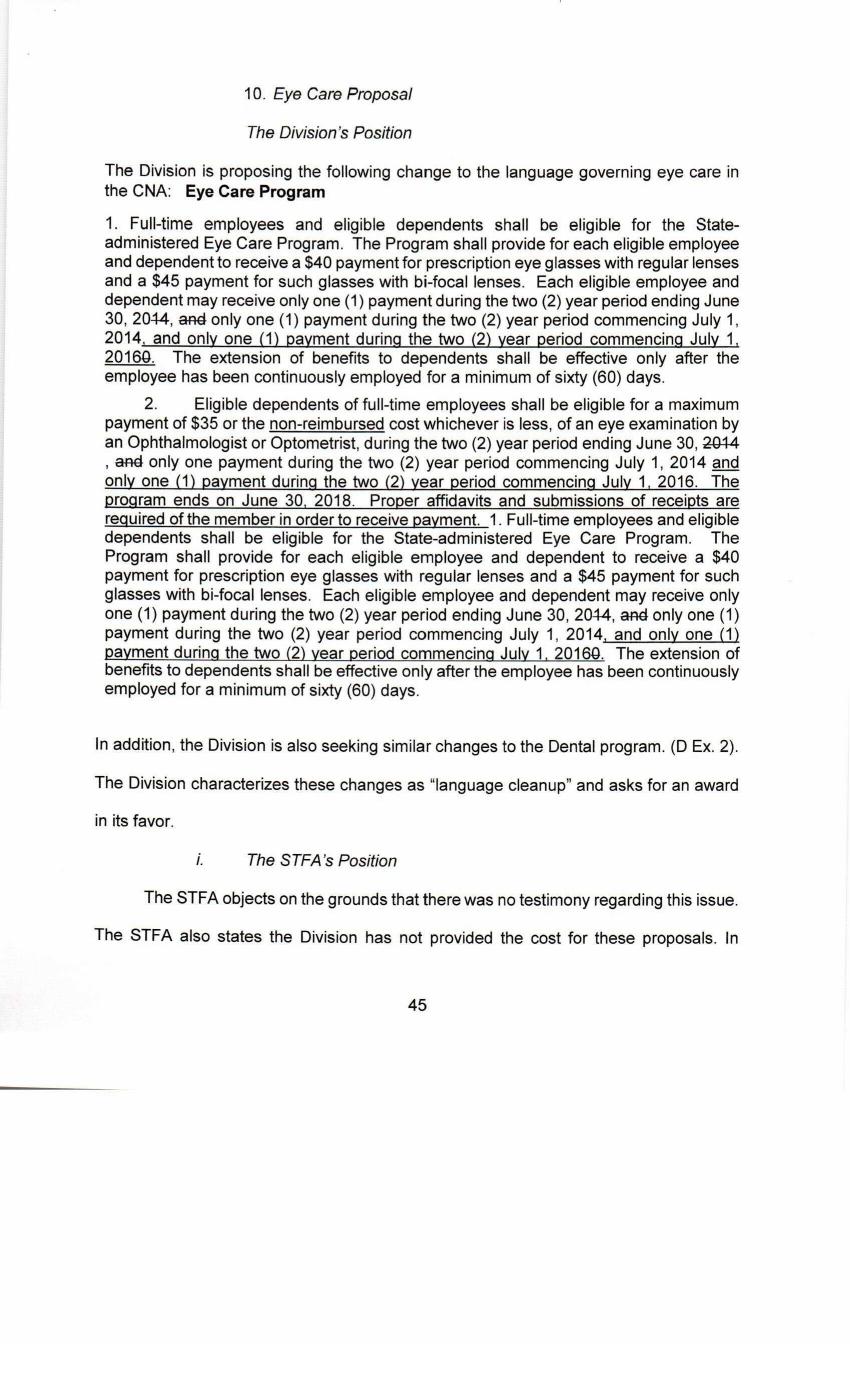 10. Eye Care Proposal
The Division's Position
The Division is proposing the following change to the language governing eye care in
the CNA: Eye Care Program
1. Full-time employees and eligible dependents shall be eligible for the State-
administered Eye Care Program. The Program shall provide for each eligible employee
and dependent to receive a $40 payment for prescription eye glasses with regular lenses
and a $45 payment for such glasses with bi-focal lenses. Each eligible employee and
dependent may receive only one (1) payment during the two (2) year period ending June
30, 2014, and only one (1) payment during the two (2) year period commencing July 1,
2014, and only one (1) payment during the two (2) year period commencing July 1,
20160. The extension of benefits to dependents shall be effective only after the
employee has been continuously employed for a minimum of sixty (60) days.
2. Eligible dependents of full-time employees shall be eligible for a maximum
payment of $35 or the non-reimbursed cost whichever is less, of an eye examination by
an Ophthalmologist or Optometrist, during the two (2) year period ending June 30, 2014
, and only one payment during the two (2) year period commencing July 1, 2014 and
only one (1) payment during the two (2) year period commencing July 1, 2016. The
program ends on June 30, 2018. Proper affidavits and submissions of receipts are
required of the member in order to receive payment. 1. Full-time employees and eligible
dependents shall be eligible for the State-administered Eye Care Program. The
Program shall provide for each eligible employee and dependent to receive a $40
payment for prescription eye glasses with regular lenses and a $45 payment for such
glasses with bi-focal lenses. Each eligible employee and dependent may receive only
one (1) payment during the two (2) year period ending June 30, 2014, and only one (1)
payment during the two (2) year period commencing July 1, 2014, and only one (1)
payment during the two (2) year period commencing July 1, 20160. The extension of
benefits to dependents shall be effective only after the employee has been continuously
employed for a minimum of sixty (60) days.
In addition, the Division is also seeking similar changes to the Dental program. (D Ex. 2).
The Division characterizes these changes as "language cleanup" and asks for an award
in its favor.
i. The STFA's Position
The STFA objects on the grounds that there was no testimony regarding this issue.
The STFA also states the Division has not provided the cost for these proposals. In
45